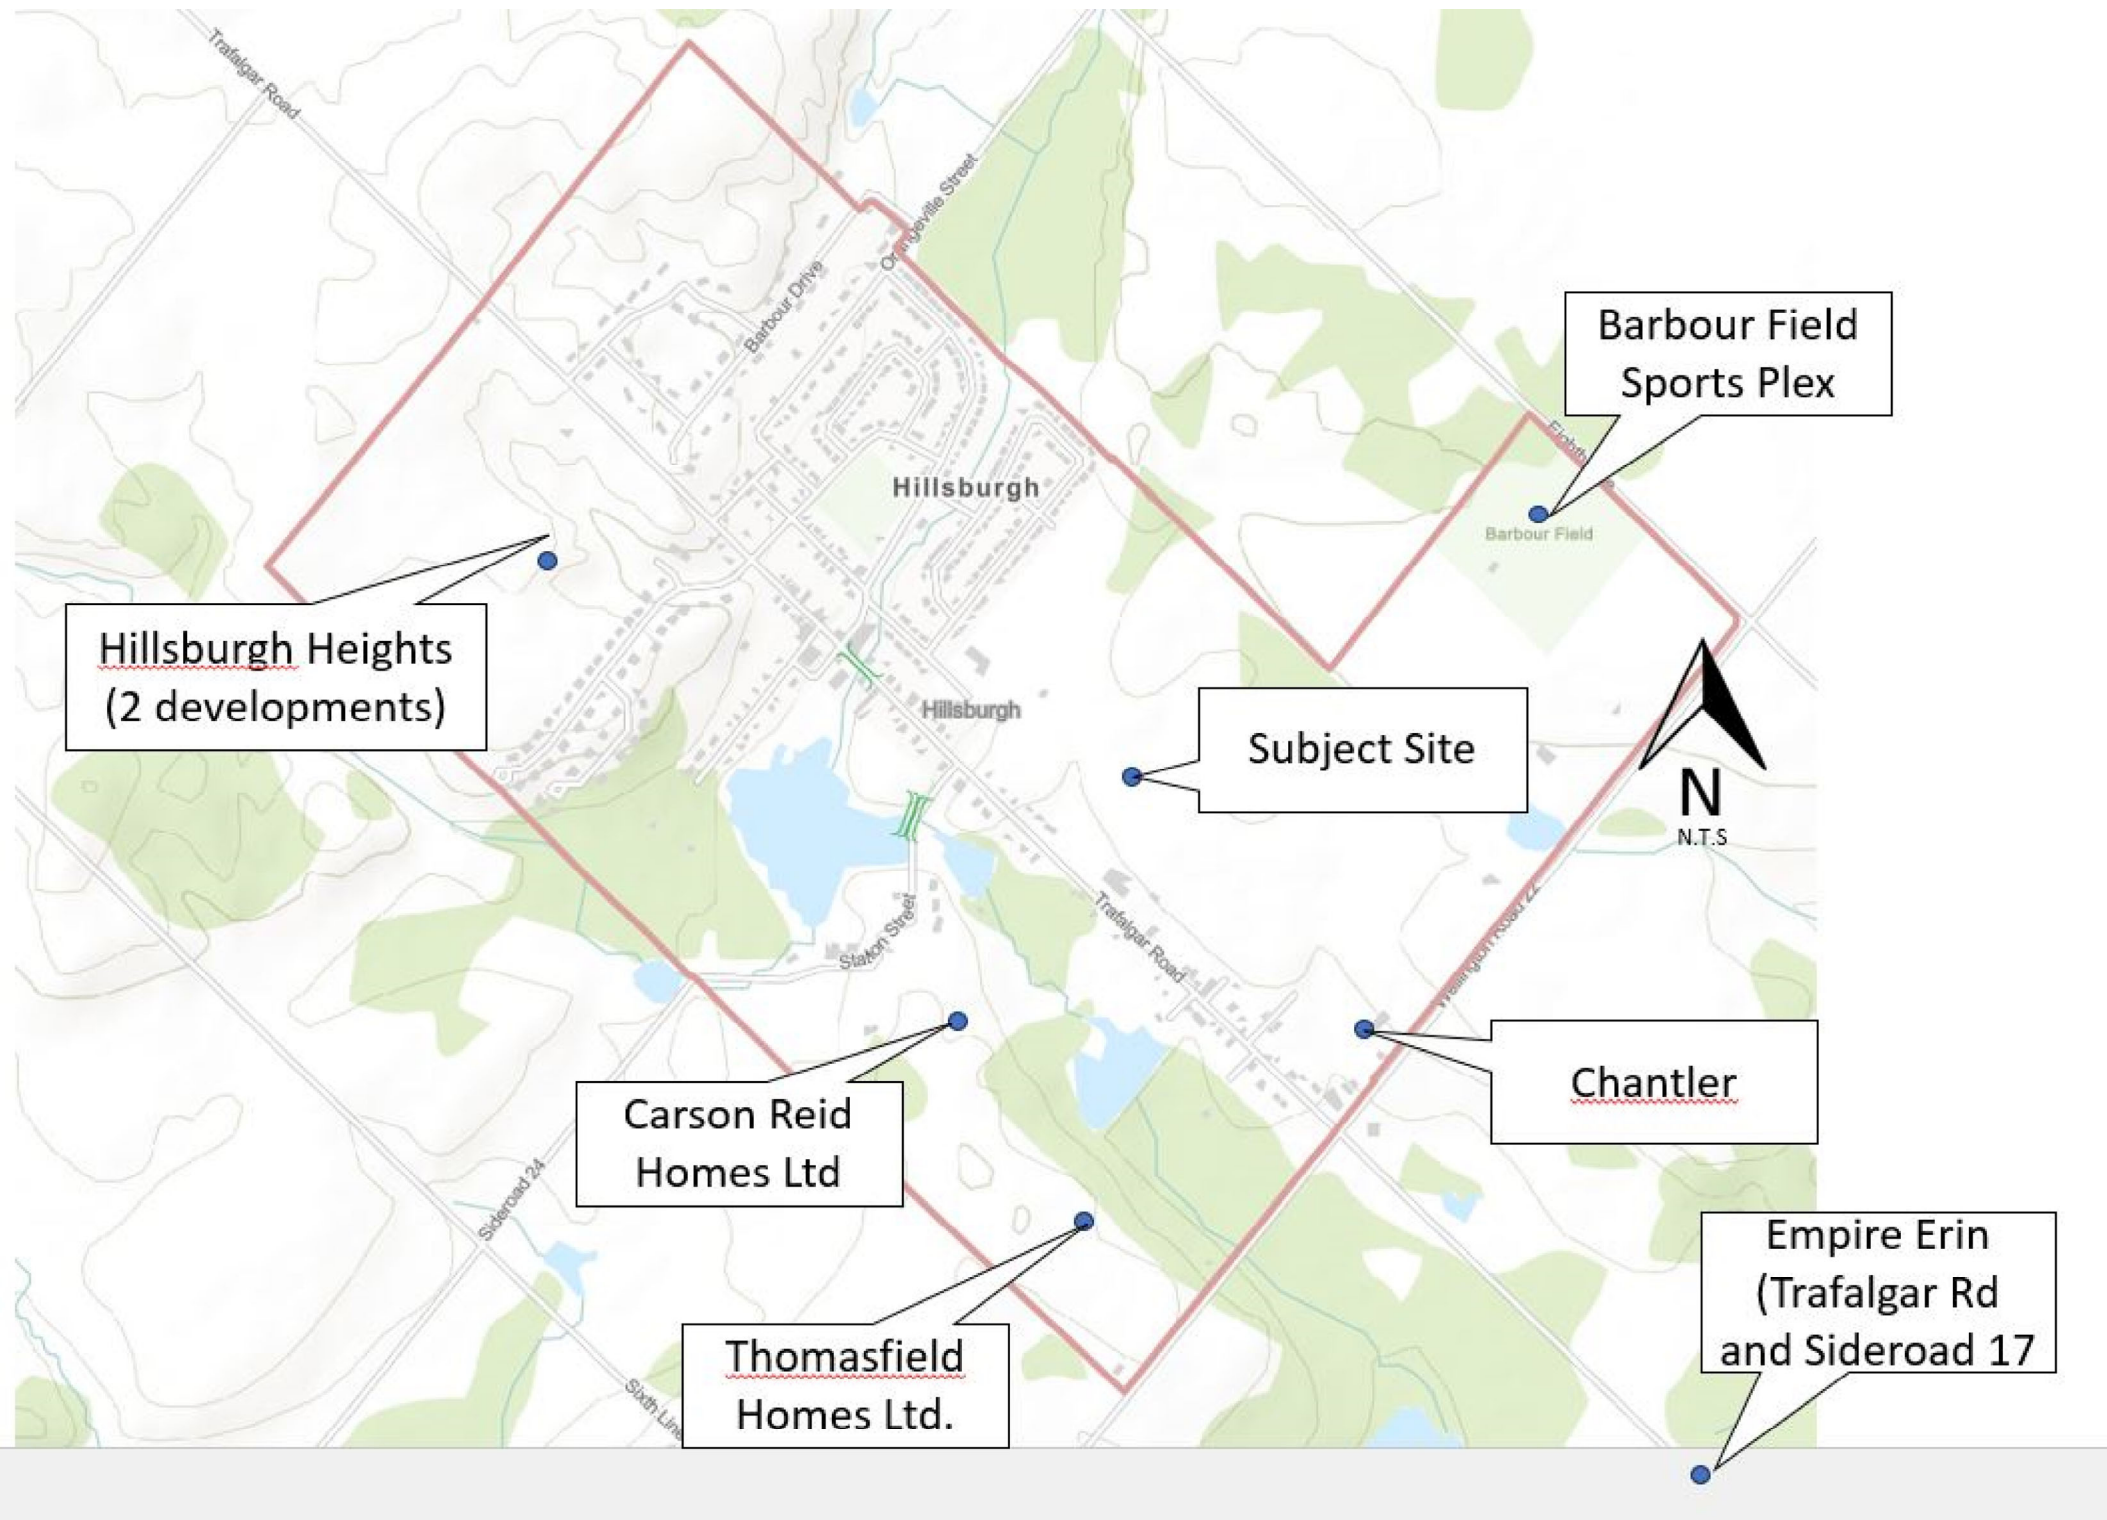 Trafalgar Road
Orangeville Street
Barbour Drive
Barbour Field
Sports Plex
Eighth
Hillsburgh
Barbour Field
Hillsburgh Heights
(2 developments)
Hillsburgh
Subject Site
N
N.T.S
Trafalgar Road
Station Street
Wellington Road 22
Carson Reid
Homes Ltd
Chantler
Sideroad 24
Empire Erin
(Trafalgar Rd
and Sideroad 17
Thomasfield
Homes Ltd.
Sixth Line